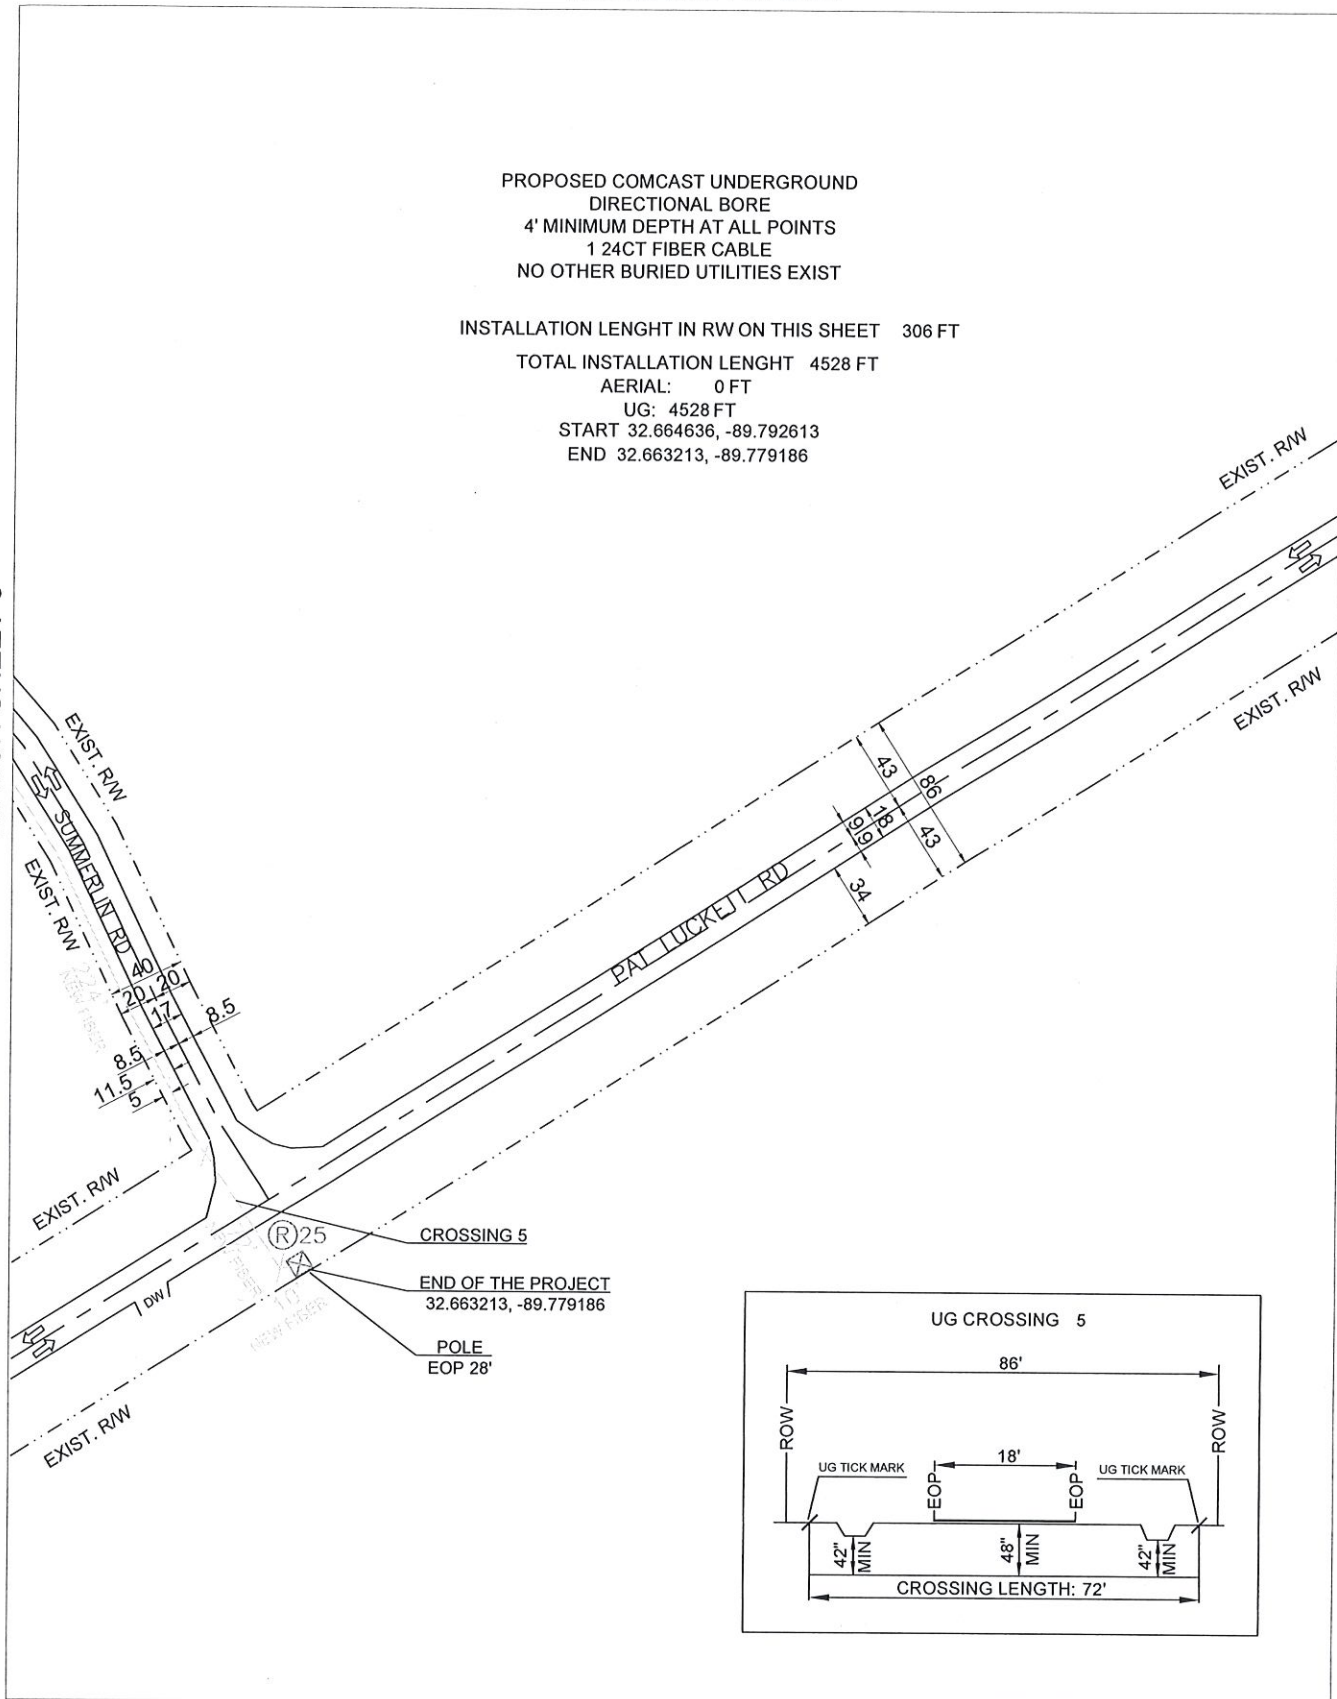 PROPOSED COMCAST UNDERGROUND
DIRECTIONAL BORE
4' MINIMUM DEPTH AT ALL POINTS
1 24CT FIBER CABLE
NO OTHER BURIED UTILITIES EXIST
INSTALLATION LENGHT IN RW ON THIS SHEET 306 FT
TOTAL INSTALLATION LENGHT 4528 FT
AERIAL: 0 FT
UG: 4528 FT
START 32.664636, -89.792613
END 32.663213, -89.779186
EXIST. R/W
EXIST. R/W
EXIST. R/W
SUMMERLIN RD
EXIST. R/W
43
86
18
9
9
43
34
PAT LUCKETT RD
224'
NEW FIBER
40
20
20
17
8.5
8.5
11.5
5
EXIST. R/W
R 25
CROSSING 5
END OF THE PROJECT
32.663213, -89.779186
10'
NEW FIBER
DW
POLE
EOP 28'
EXIST. R/W
UG CROSSING 5
86'
ROW
ROW
18'
UG TICK MARK
UG TICK MARK
EOP
EOP
42"
MIN
48"
MIN
42"
MIN
CROSSING LENGTH: 72'